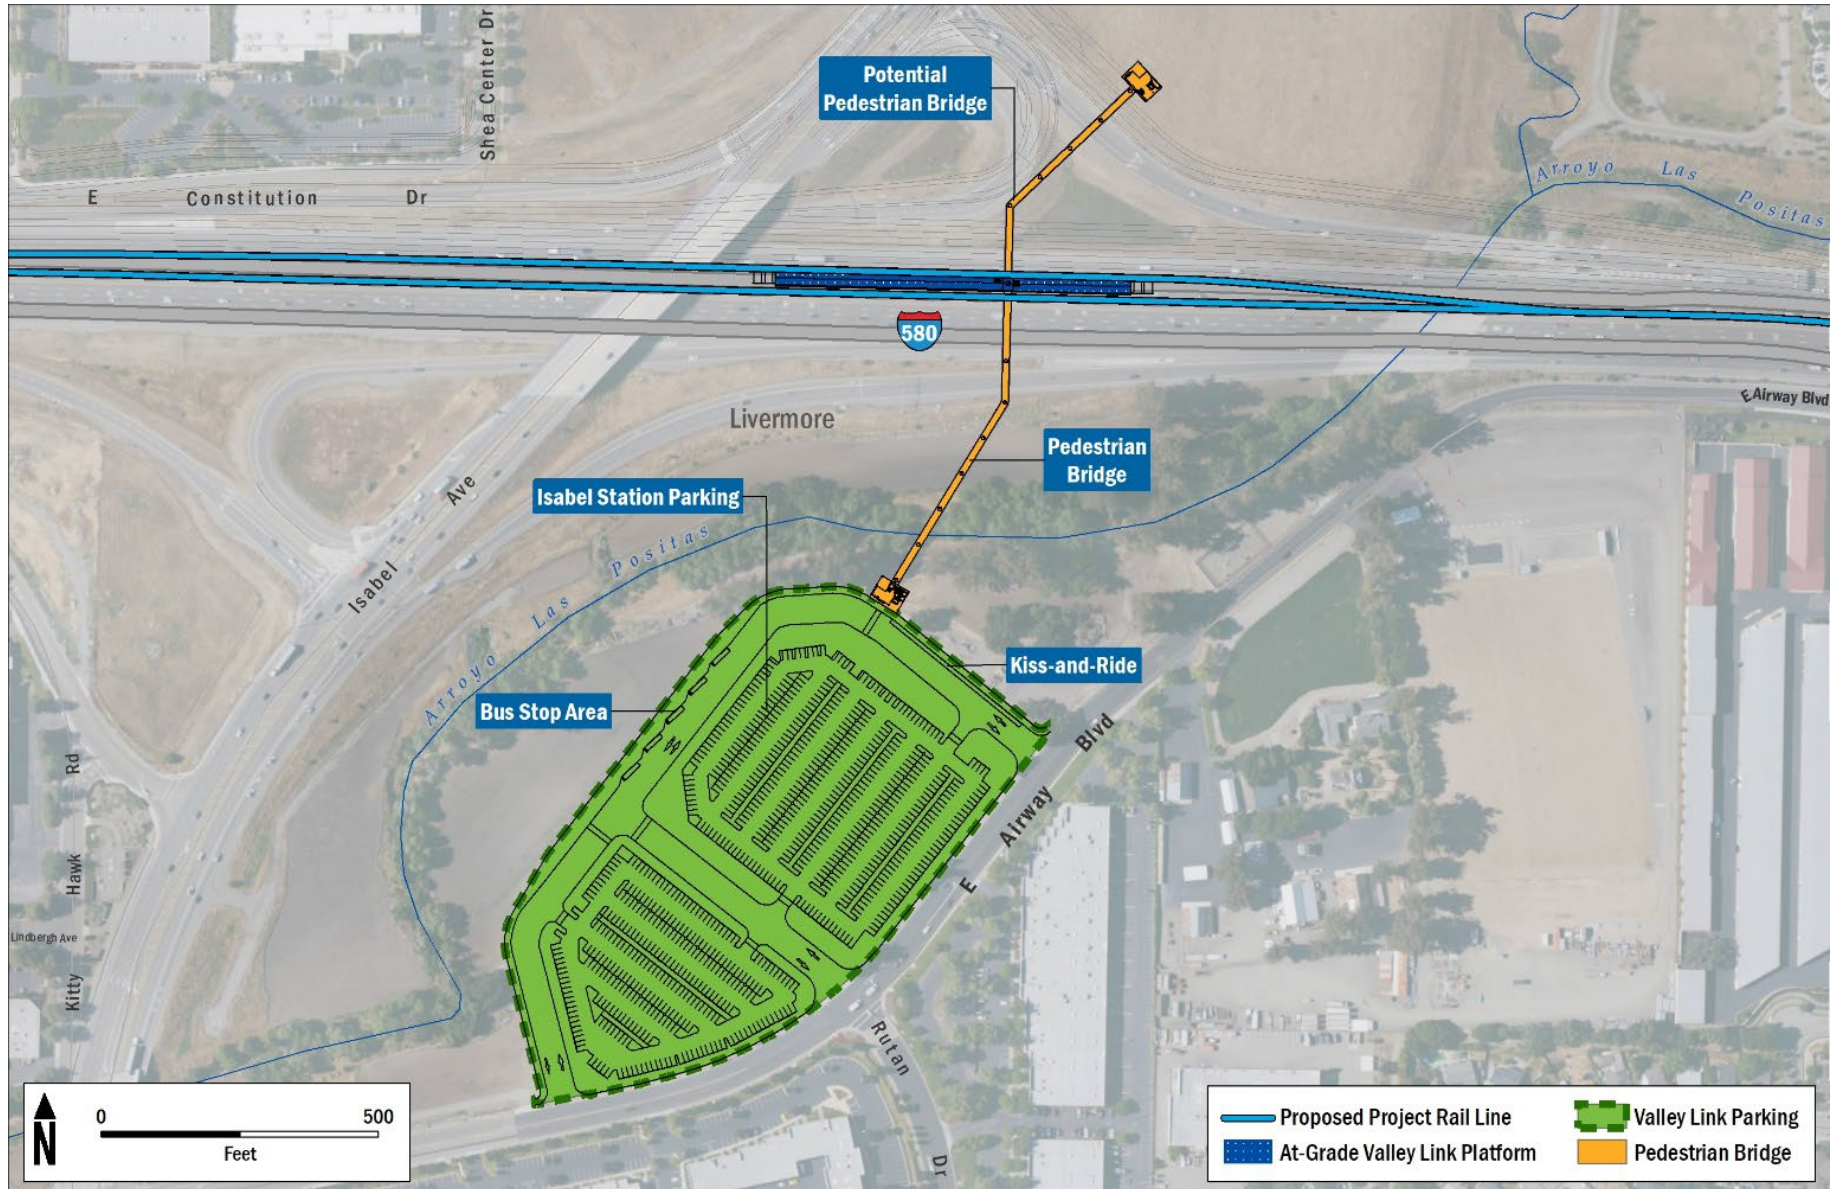 Shea Center Dr
Potential
Pedestrian Bridge
E Constitution Dr
Arroyo Las Positas
580
E Airway Blvd
Livermore
Pedestrian
Bridge
Isabel Station Parking
Isabel Ave
Arroyo Las Positas
Kiss-and-Ride
Bus Stop Area
E Airway Blvd
Kitty Hawk Rd
Lindbergh Ave
Rutan Dr
N
0 500
Feet
Proposed Project Rail Line
At-Grade Valley Link Platform
Valley Link Parking
Pedestrian Bridge